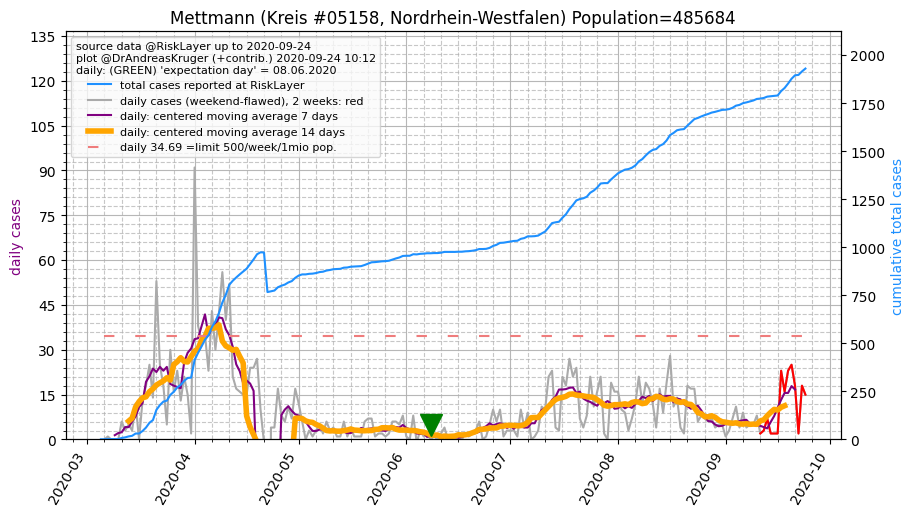 Mettmann (Kreis #05158, Nordrhein-Westfalen) Population=485684
source data @RiskLayer up to 2020-09-24
plot @DrAndreasKruger (+contrib.) 2020-09-24 10:12
daily: (GREEN) 'expectation day' = 08.06.2020
total cases reported at RiskLayer
daily cases (weekend-flawed), 2 weeks: red
daily: centered moving average 7 days
daily: centered moving average 14 days
daily 34.69 =limit 500/week/1mio pop.
daily cases
135
120
105
90
75
60
45
30
15
0
cumulative total cases
2000
1750
1500
1250
1000
750
500
250
0
2020-03
2020-04
2020-05
2020-06
2020-07
2020-08
2020-09
2020-10